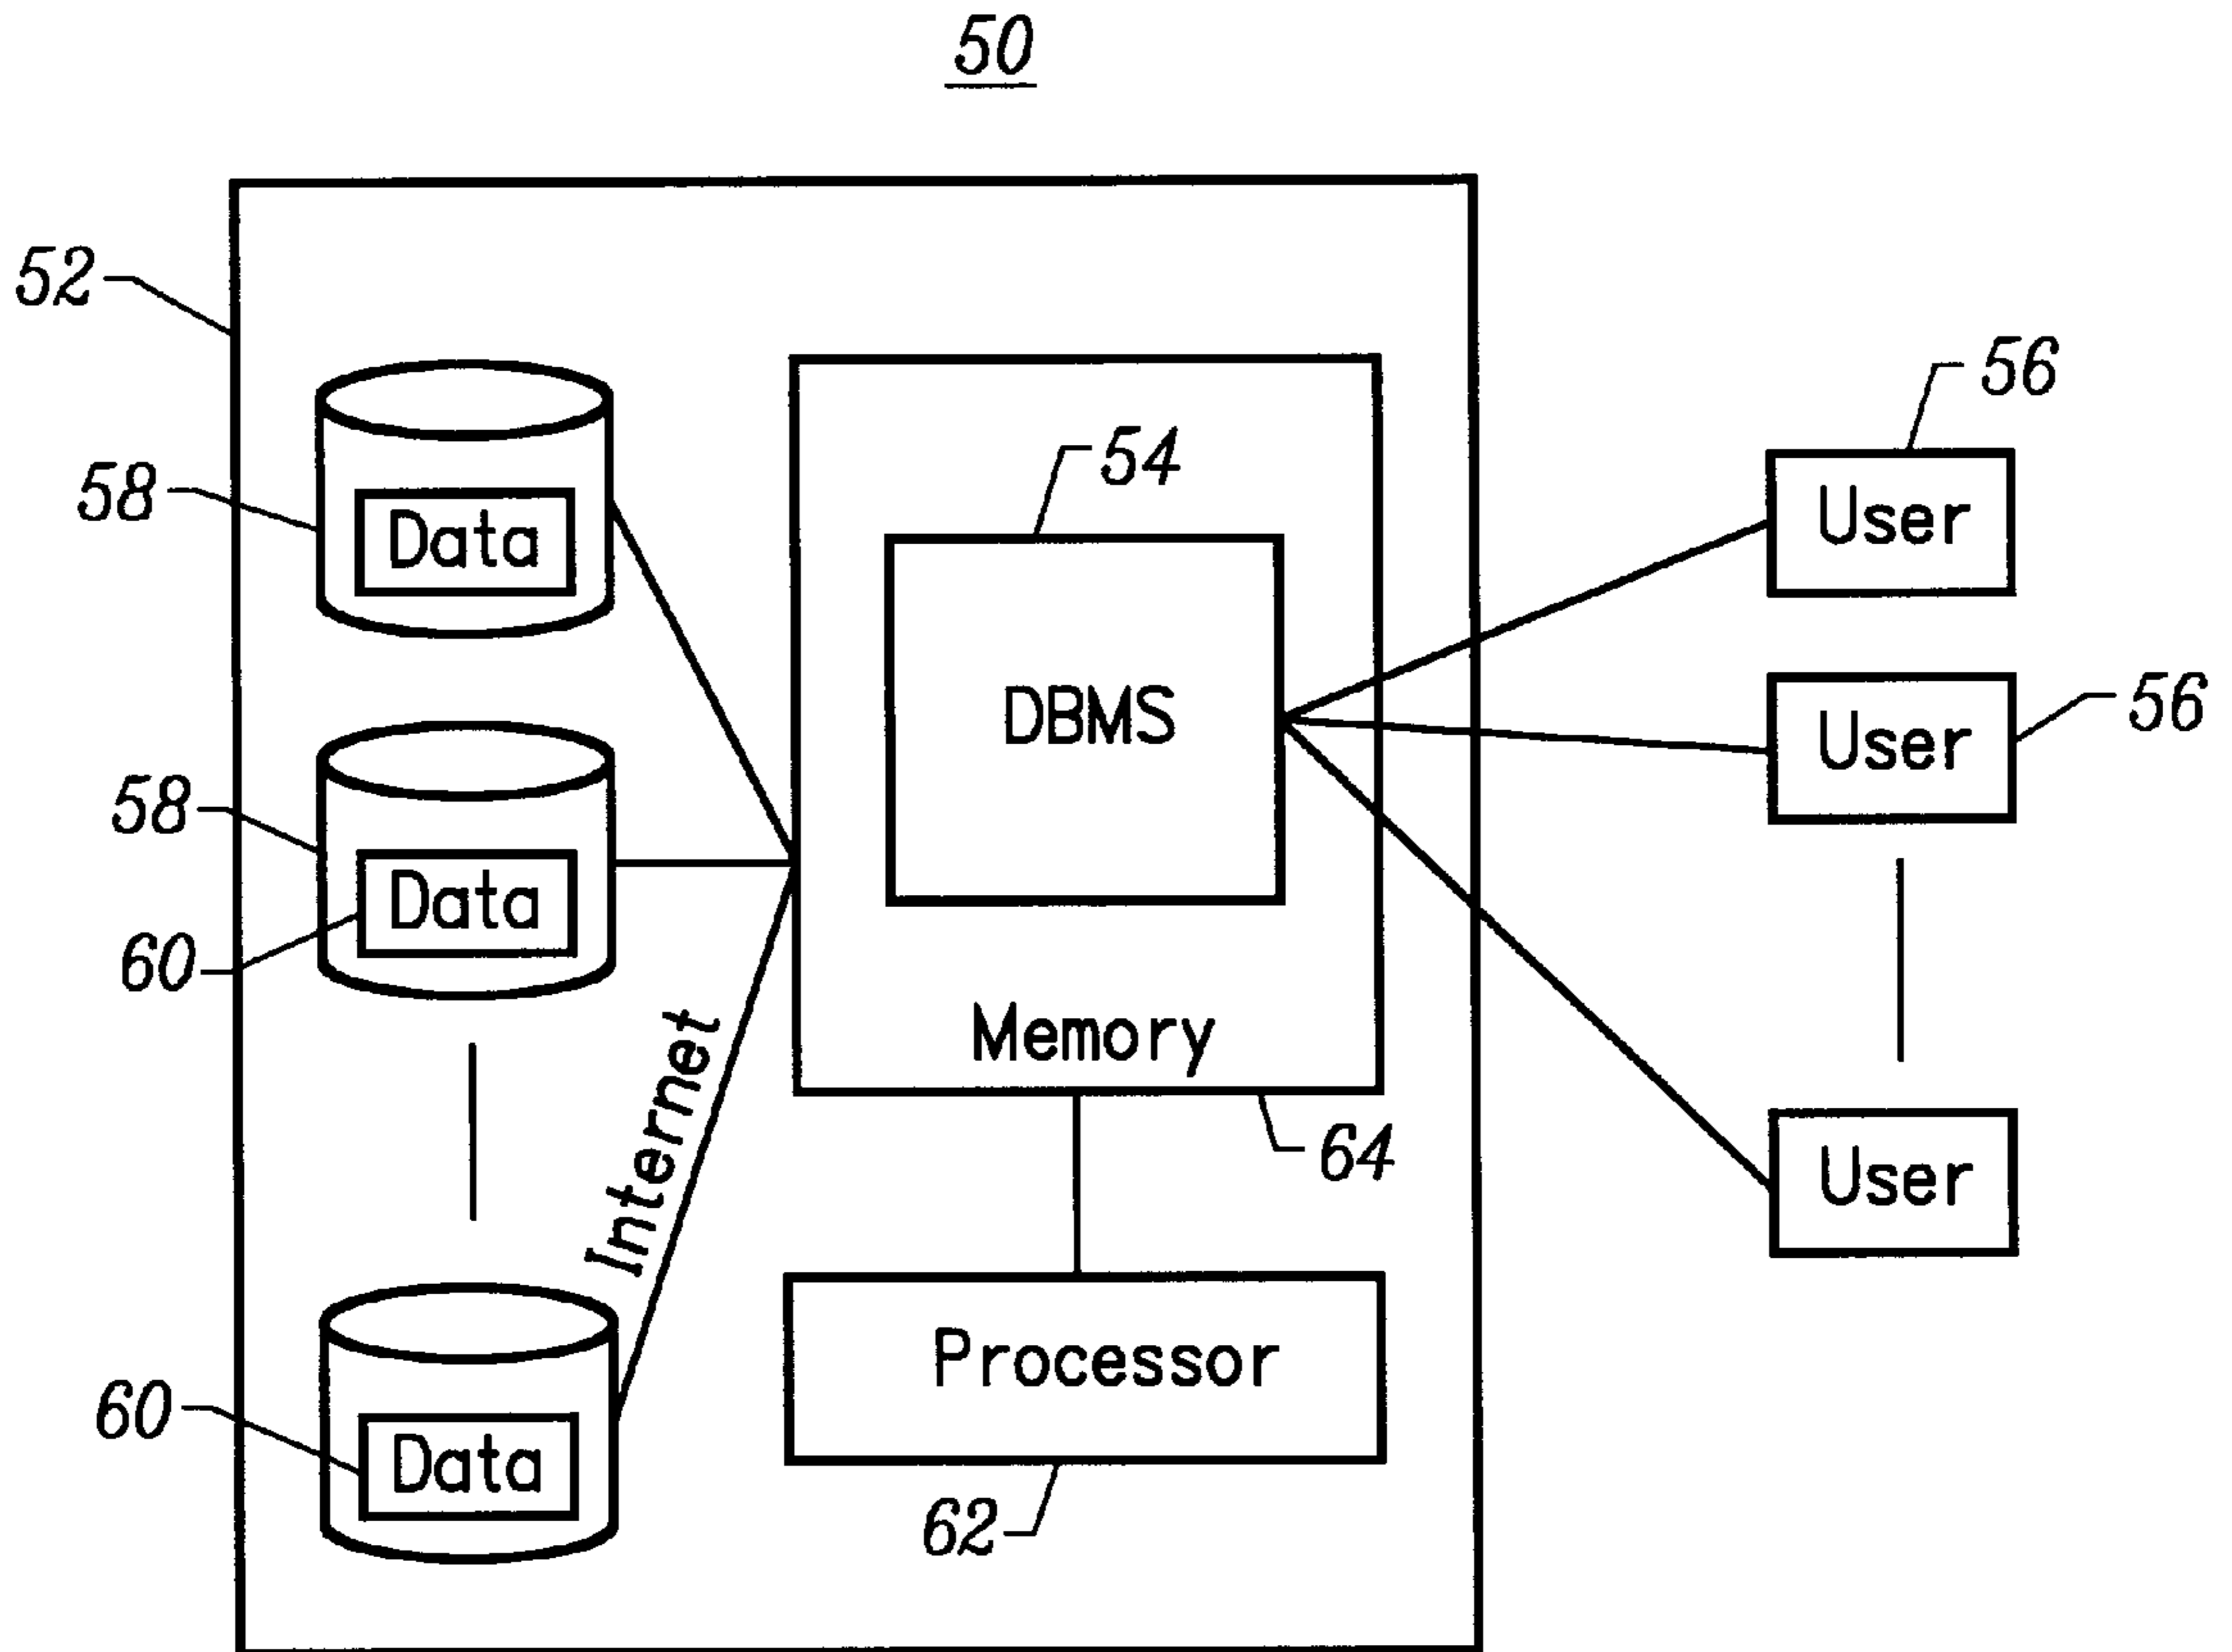 50
52
56
54
58
Data
User
DBMS
User
56
58
Data
60
Memory
Internet
64
User
Processor
60
Data
62